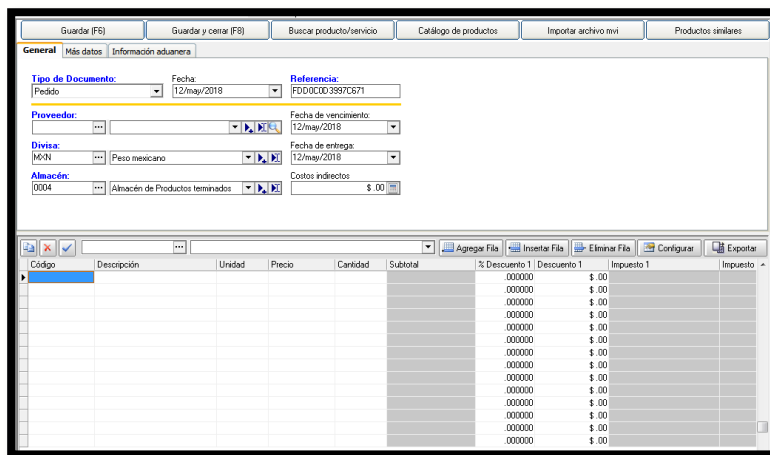 Guardar (F6) Guardar y cerrar (F8) Buscar producto/servicio Catálogo de productos Importar archivo mvi Productos similares
General Más datos Información aduanera
Tipo de Documento: Fecha: Referencia:
Pedido 12/may/2018 FDD0C0D3997C671
Proveedor: Fecha de vencimiento:
12/may/2018
Divisa: Fecha de entrega:
MXN Peso mexicano 12/may/2018
Almacén: Costos indirectos
0004 Almacén de Productos terminados $ .00
Agregar Fila Insertar Fila Eliminar Fila Configurar Exportar
Código Descripción Unidad Precio Cantidad Subtotal % Descuento 1 Descuento 1 Impuesto 1 Impuesto
.000000 $ .00
.000000 $ .00
.000000 $ .00
.000000 $ .00
.000000 $ .00
.000000 $ .00
.000000 $ .00
.000000 $ .00
.000000 $ .00
.000000 $ .00
.000000 $ .00
.000000 $ .00
.000000 $ .00
.000000 $ .00